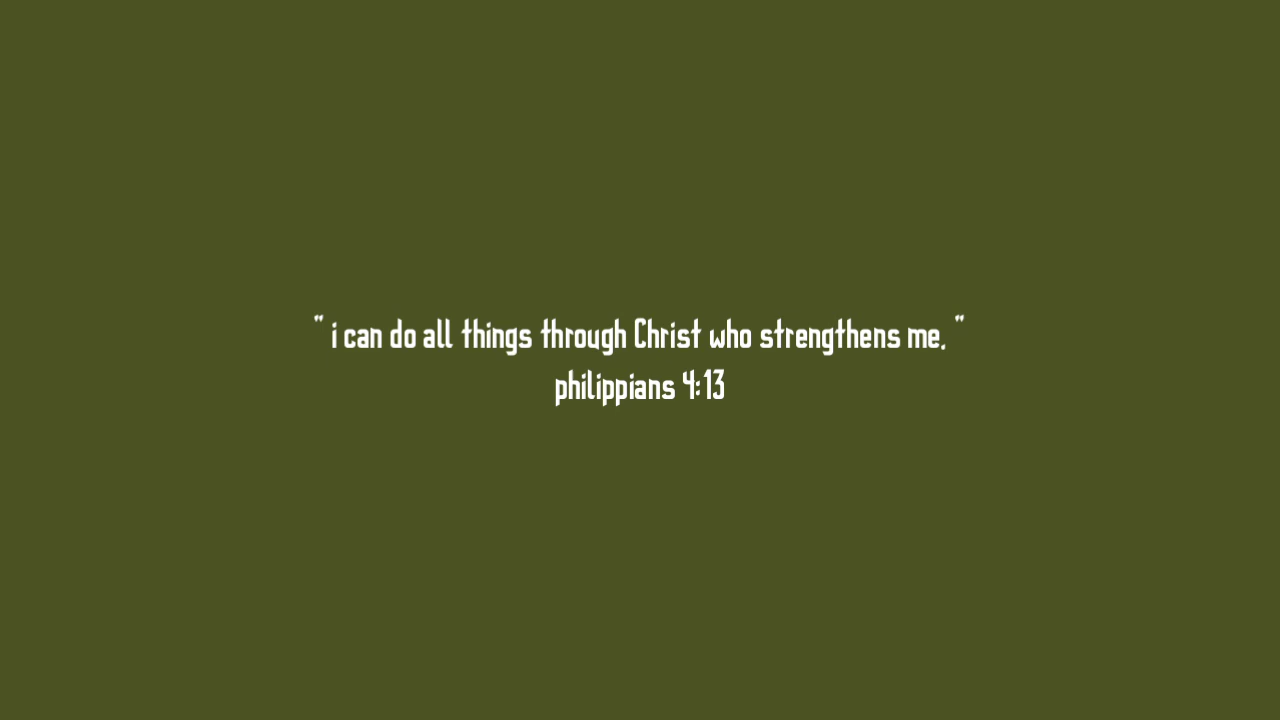 " i can do all things through Christ who strengthens me. "
philippians 4:13